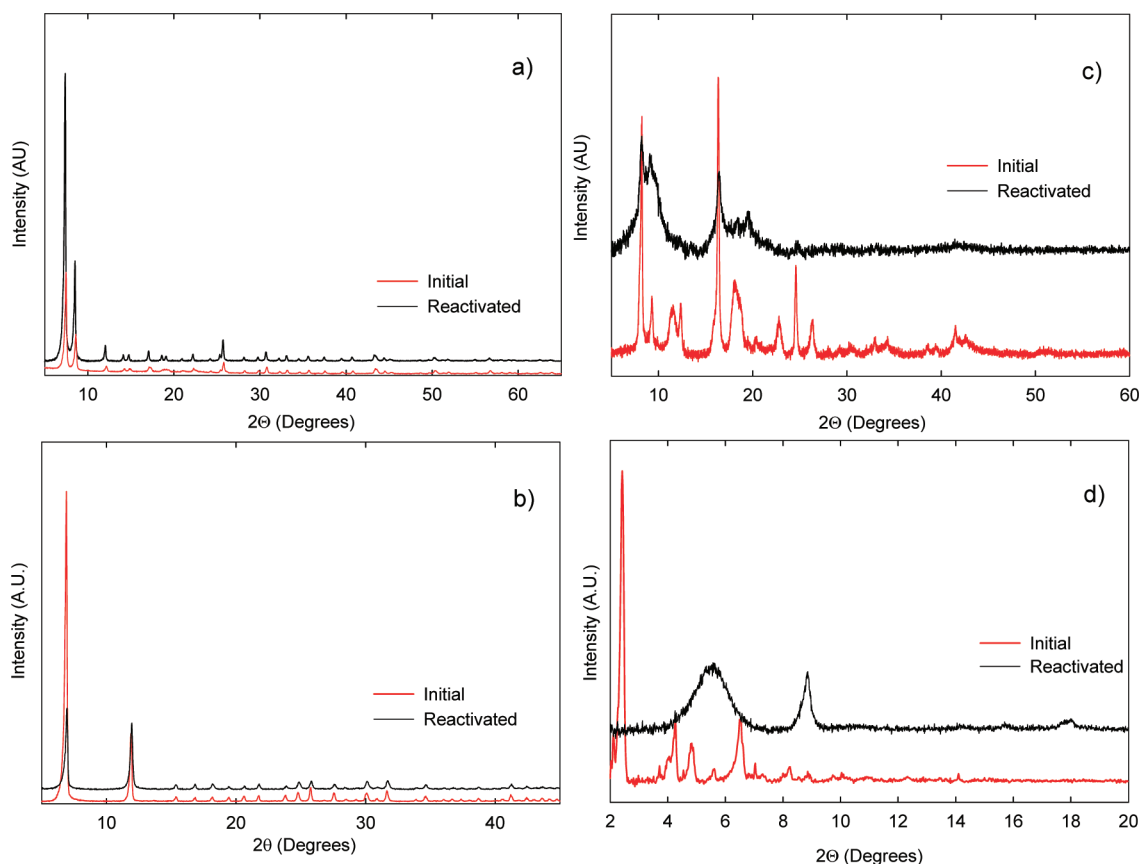 a)
Intensity (AU)
Initial
Reactivated
10 20 30 40 50 60
2Θ (Degrees)
c)
Intensity (AU)
Initial
Reactivated
10 20 30 40 50 60
2Θ (Degrees)
b)
Intensity (A.U.)
Initial
Reactivated
10 20 30 40
2θ (Degrees)
d)
Intensity (A.U.)
Initial
Reactivated
2 4 6 8 10 12 14 16 18 20
2Θ (Degrees)